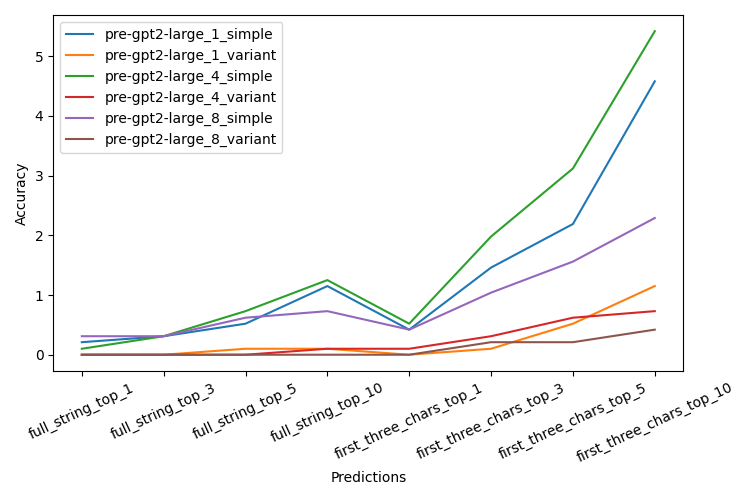 pre-gpt2-large_1_simple
pre-gpt2-large_1_variant
pre-gpt2-large_4_simple
pre-gpt2-large_4_variant
pre-gpt2-large_8_simple
pre-gpt2-large_8_variant
5
4
3
2
1
0
Accuracy
full_string_top_1
full_string_top_3
full_string_top_5
full_string_top_10
first_three_chars_top_1
first_three_chars_top_3
first_three_chars_top_5
first_three_chars_top_10
Predictions